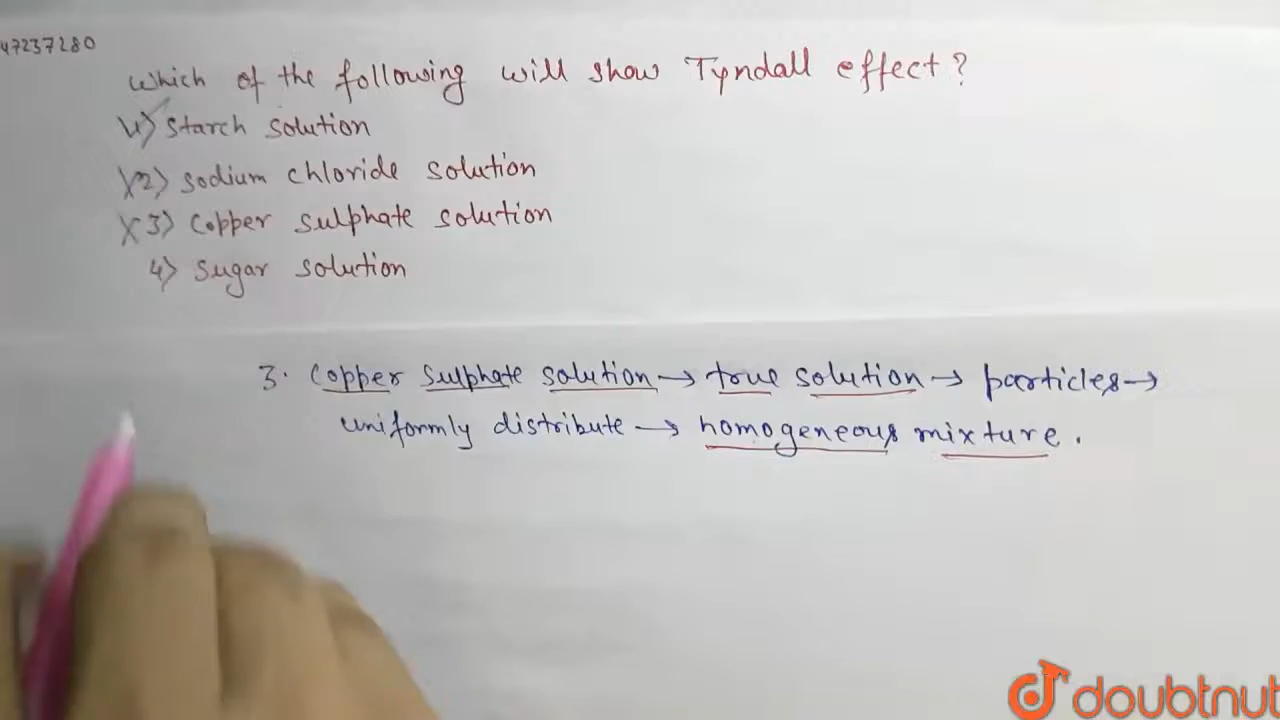 47237280
Which of the following will show Tyndall effect?
1) Starch solution
2) Sodium chloride solution
3) Copper sulphate solution
4) Sugar solution
3. Copper sulphate solution → true solution → particles →
uniformly distribute → homogeneous mixture.
doubtnut